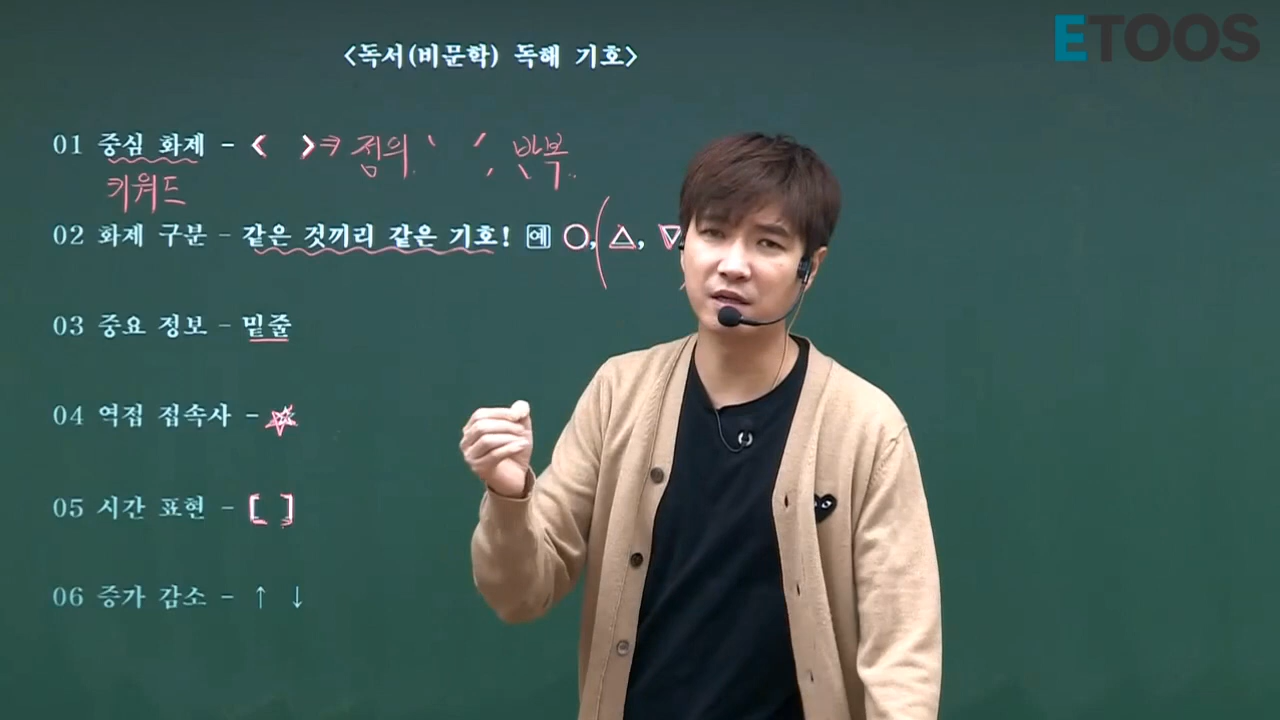 ETOOS
<독서(비문학) 독해 기호>
01 중심 화제 - < > 정의 ' ', 반복
키워드
02 화제 구분 - 같은 것끼리 같은 기호! 예 ○, △, ▽
03 중요 정보 - 밑줄
04 역접 접속사 - ☆
05 시간 표현 - [ ]
06 증가 감소 - ↑ ↓